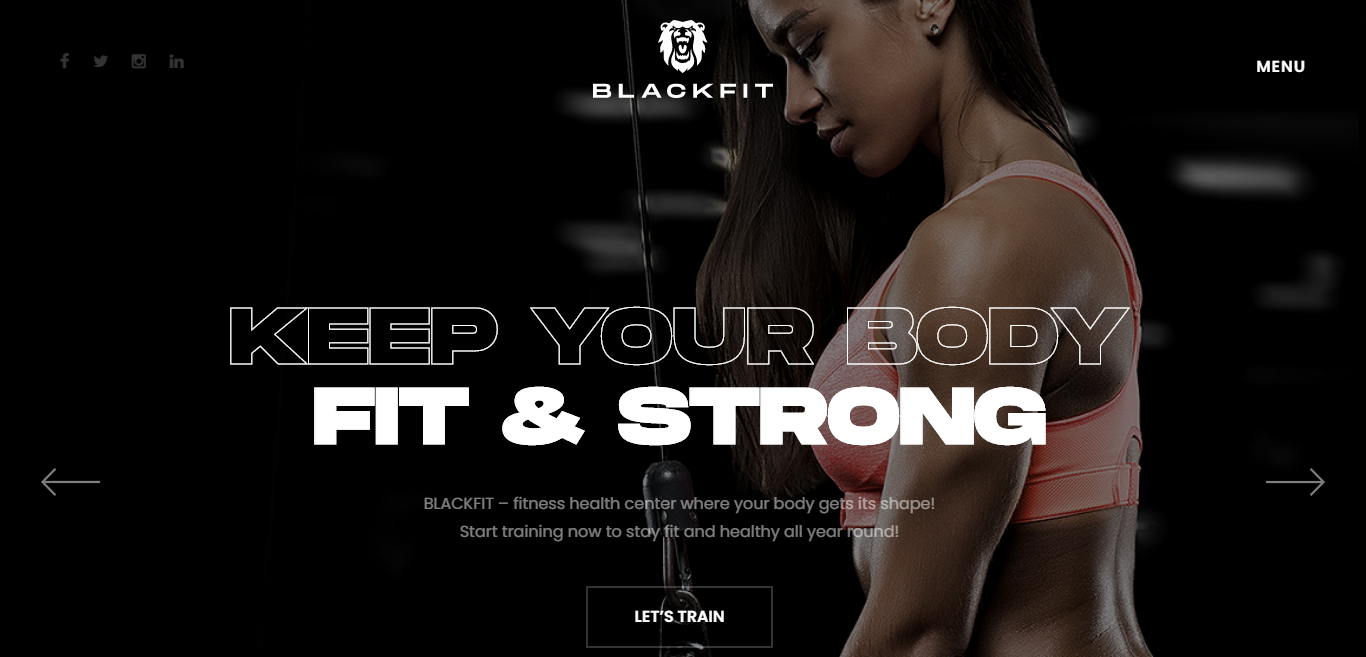 BLACKFIT
MENU
KEEP YOUR BODY
FIT & STRONG
BLACKFIT – fitness health center where your body gets its shape!
Start training now to stay fit and healthy all year round!
LET’S TRAIN